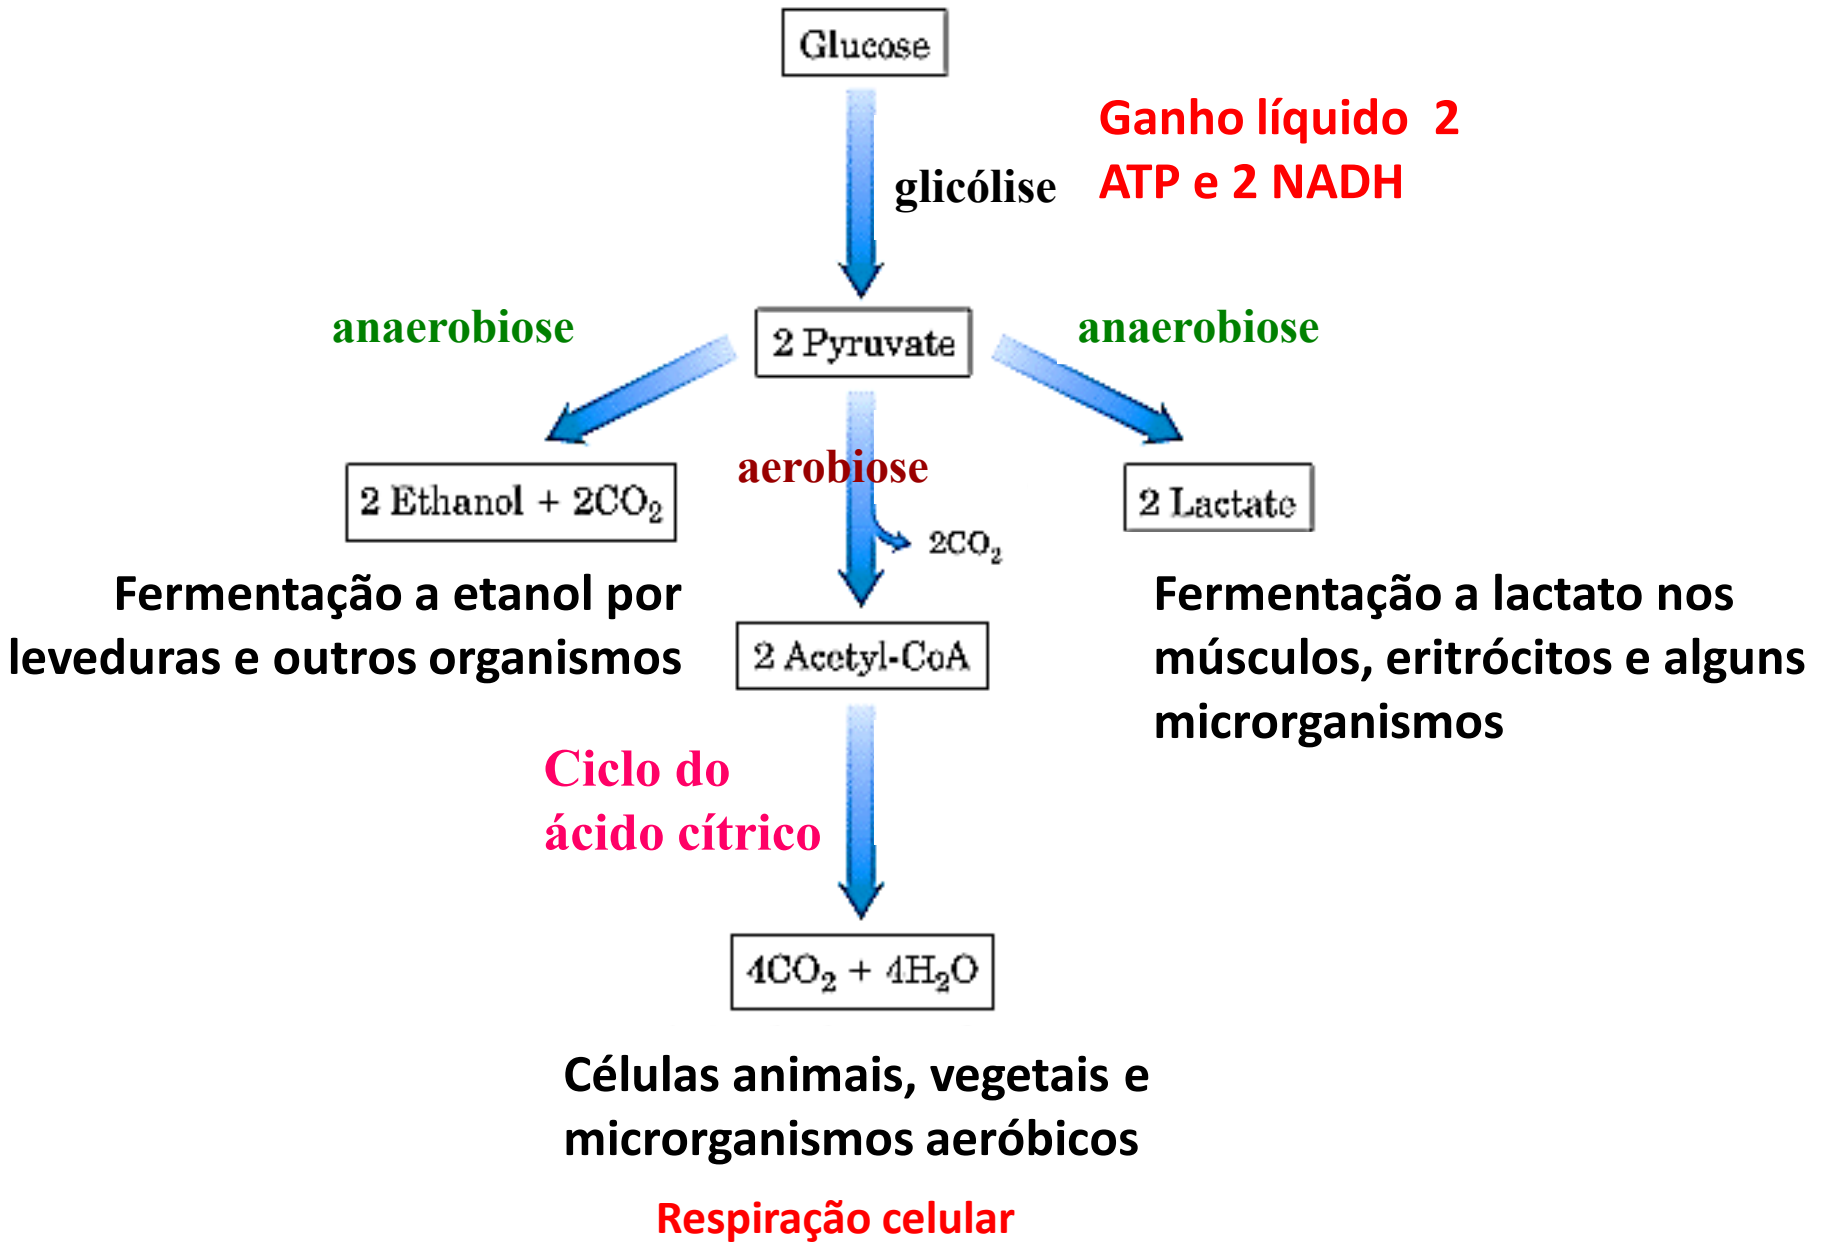 Glucose
Ganho líquido 2
ATP e 2 NADH
glicólise
anaerobiose
2 Pyruvate
anaerobiose
aerobiose
2 Ethanol + 2CO₂
2CO₂
2 Lactate
Fermentação a etanol por
leveduras e outros organismos
2 Acetyl-CoA
Fermentação a lactato nos
músculos, eritrócitos e alguns
microrganismos
Ciclo do
ácido cítrico
4CO₂ + 4H₂O
Células animais, vegetais e
microrganismos aeróbicos
Respiração celular